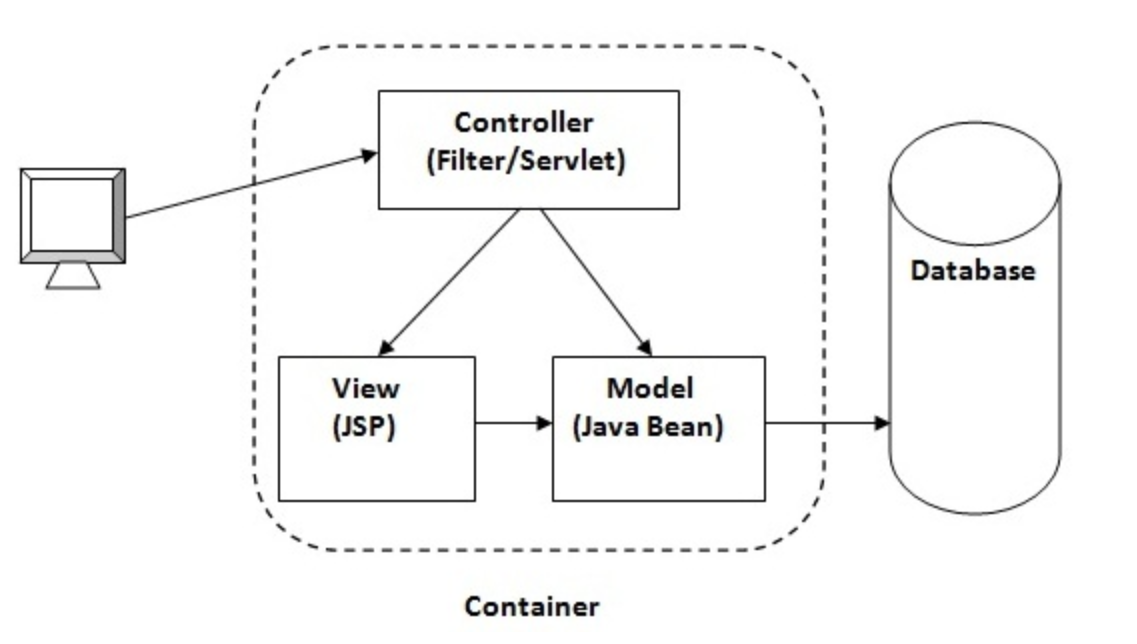 Controller
(Filter/Servlet)
Database
View
(JSP)
Model
(Java Bean)
Container